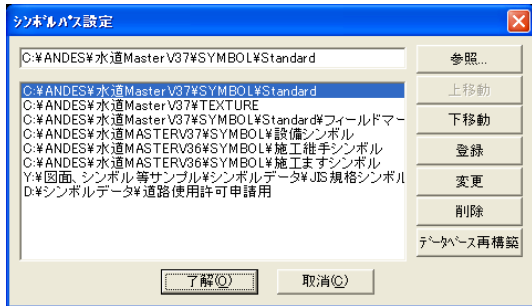 ｼﾝﾎﾞﾙﾊﾟｽ設定
C:¥ANDES¥水道MasterV37¥SYMBOL¥Standard
参照...
C:¥ANDES¥水道MasterV37¥SYMBOL¥Standard
C:¥ANDES¥水道MasterV37¥TEXTURE
C:¥ANDES¥水道MasterV37¥SYMBOL¥Standard¥フィールドマー
C:¥ANDES¥水道MASTERV37¥SYMBOL¥設備シンボル
C:¥ANDES¥水道MASTERV36¥SYMBOL¥施工継手シンボル
C:¥ANDES¥水道MASTERV36¥SYMBOL¥施工ますシンボル
Y:¥図面、シンボル等サンプル¥シンボルデータ¥JIS規格シンボル
D:¥シンボルデータ¥道路使用許可申請用
上移動
下移動
登録
変更
削除
ﾃﾞｰﾀﾍﾞｰｽ再構築
了解(O)
取消(C)